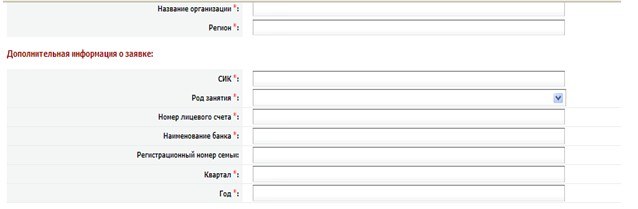 Название организации *:
Регион *:
Дополнительная информация о заявке:
СИК *:
Род занятия *:
Номер лицевого счета *:
Наименование банка *:
Регистрационный номер семьи:
Квартал *:
Год *: